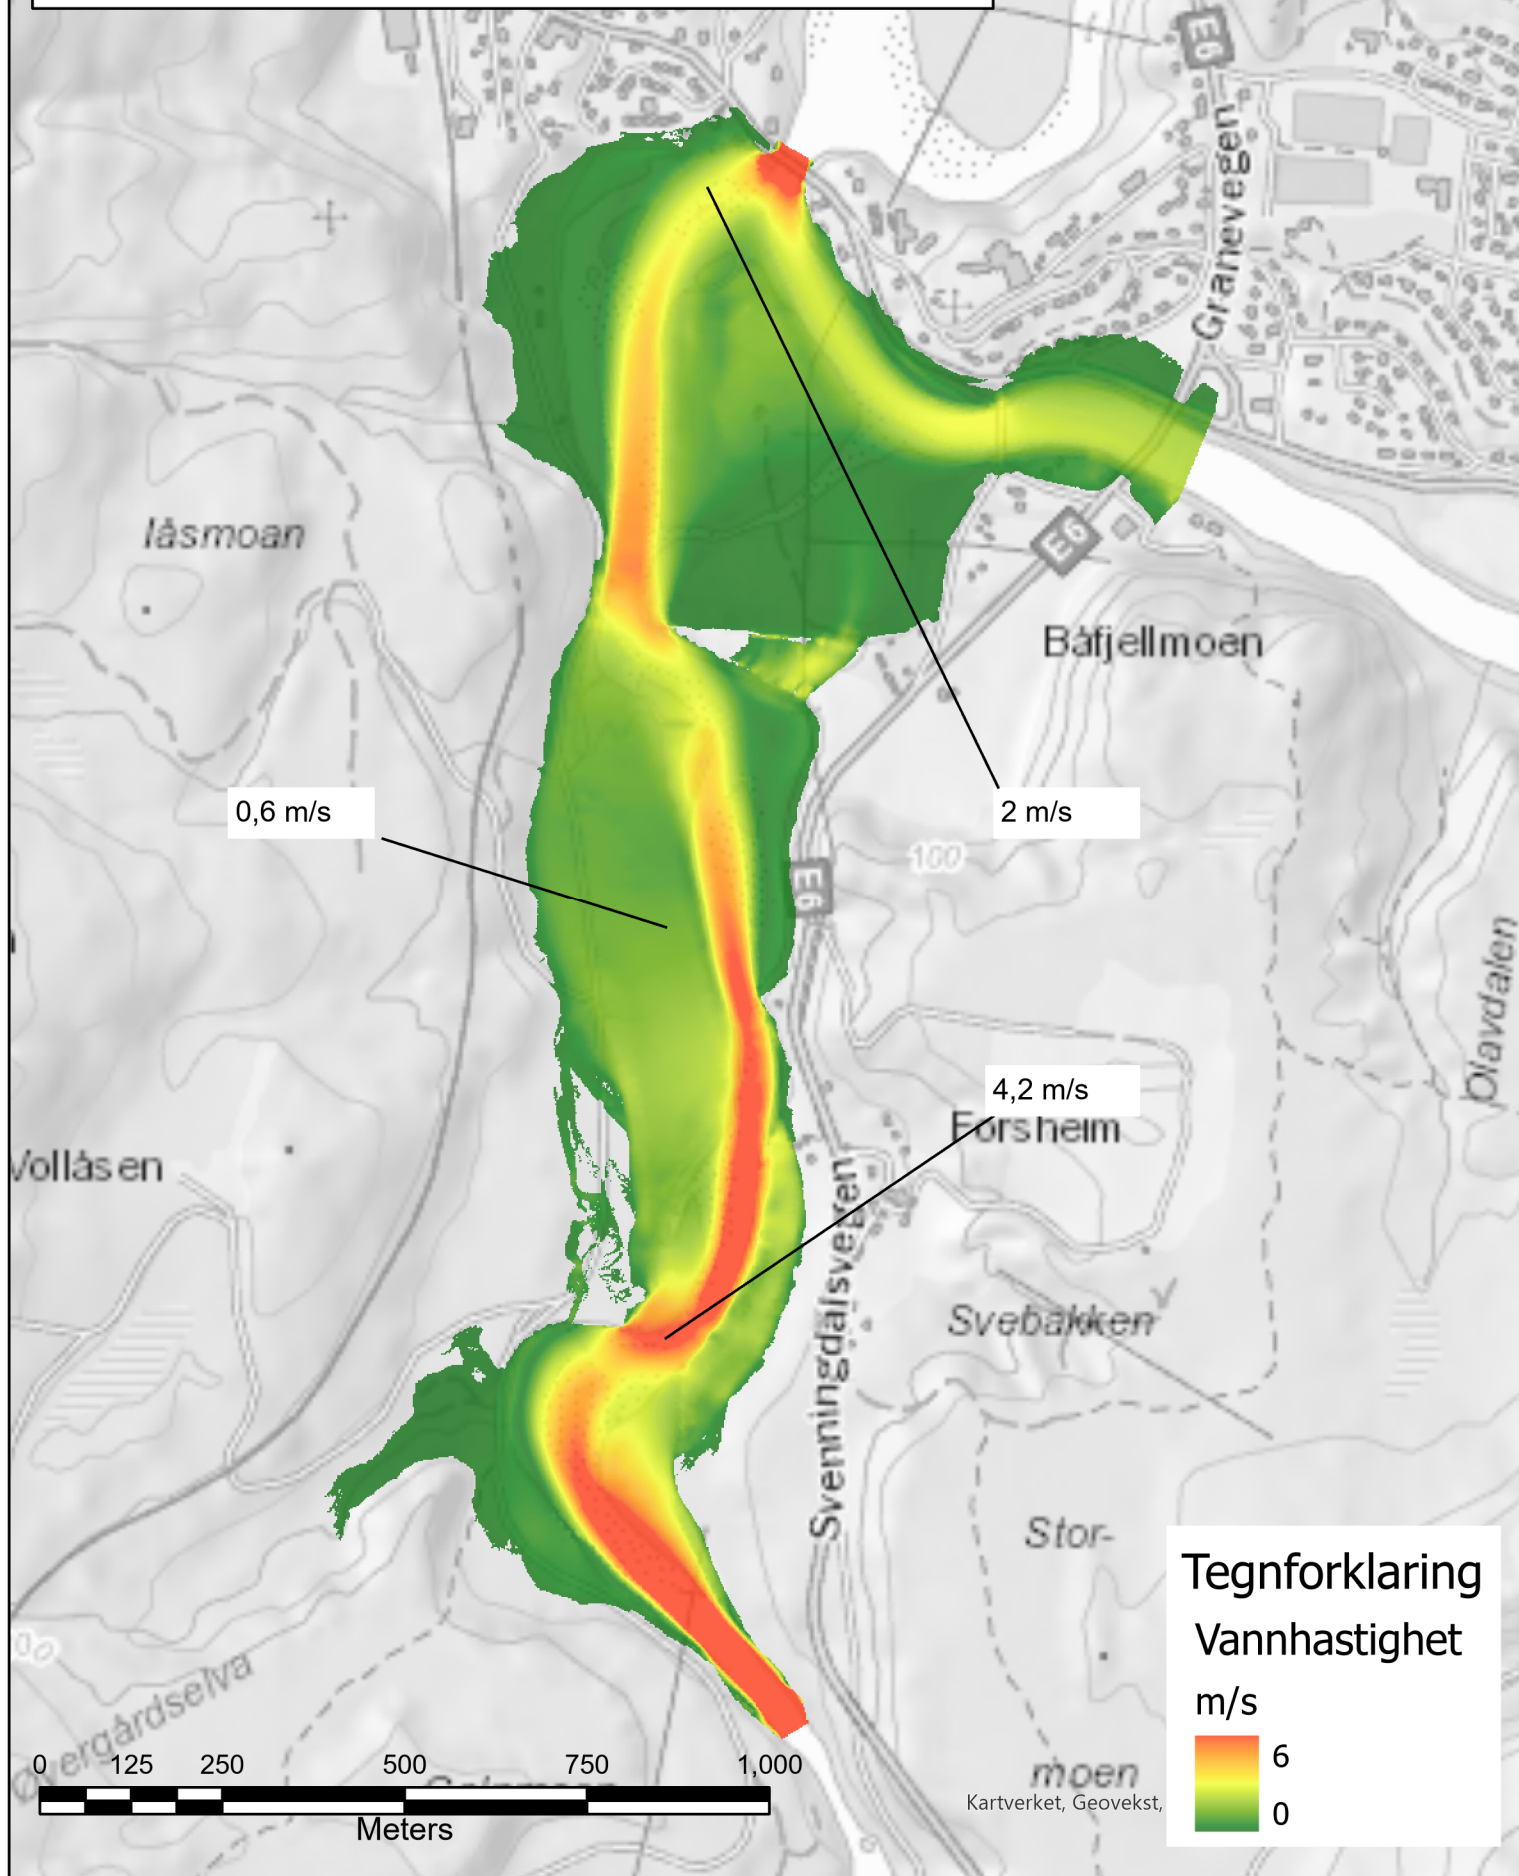 E6
Granevegen
låsmoan
E6
Båfjellmoen
0,6 m/s
2 m/s
100
E6
Olavdalen
4,2 m/s
Forsheim
Vollåsen
Svenningdalsvegen
Svebakken
Stor-
moen
Tegnforklaring
Vannhastighet
m/s
6
0
Øvergårdselva
0 125 250 500 750 1,000
Meters
Kartverket, Geovekst,